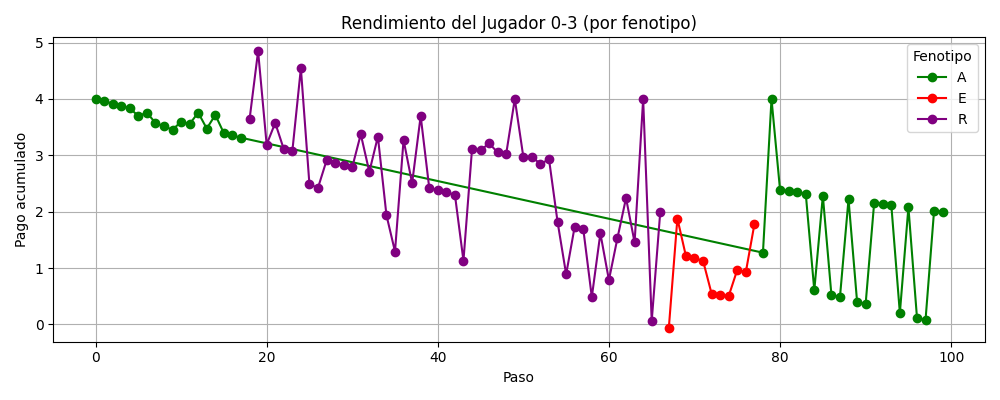 Rendimiento del Jugador 0-3 (por fenotipo)
Pago acumulado
5
4
3
2
1
0
Fenotipo
A
E
R
0 20 40 60 80 100
Paso